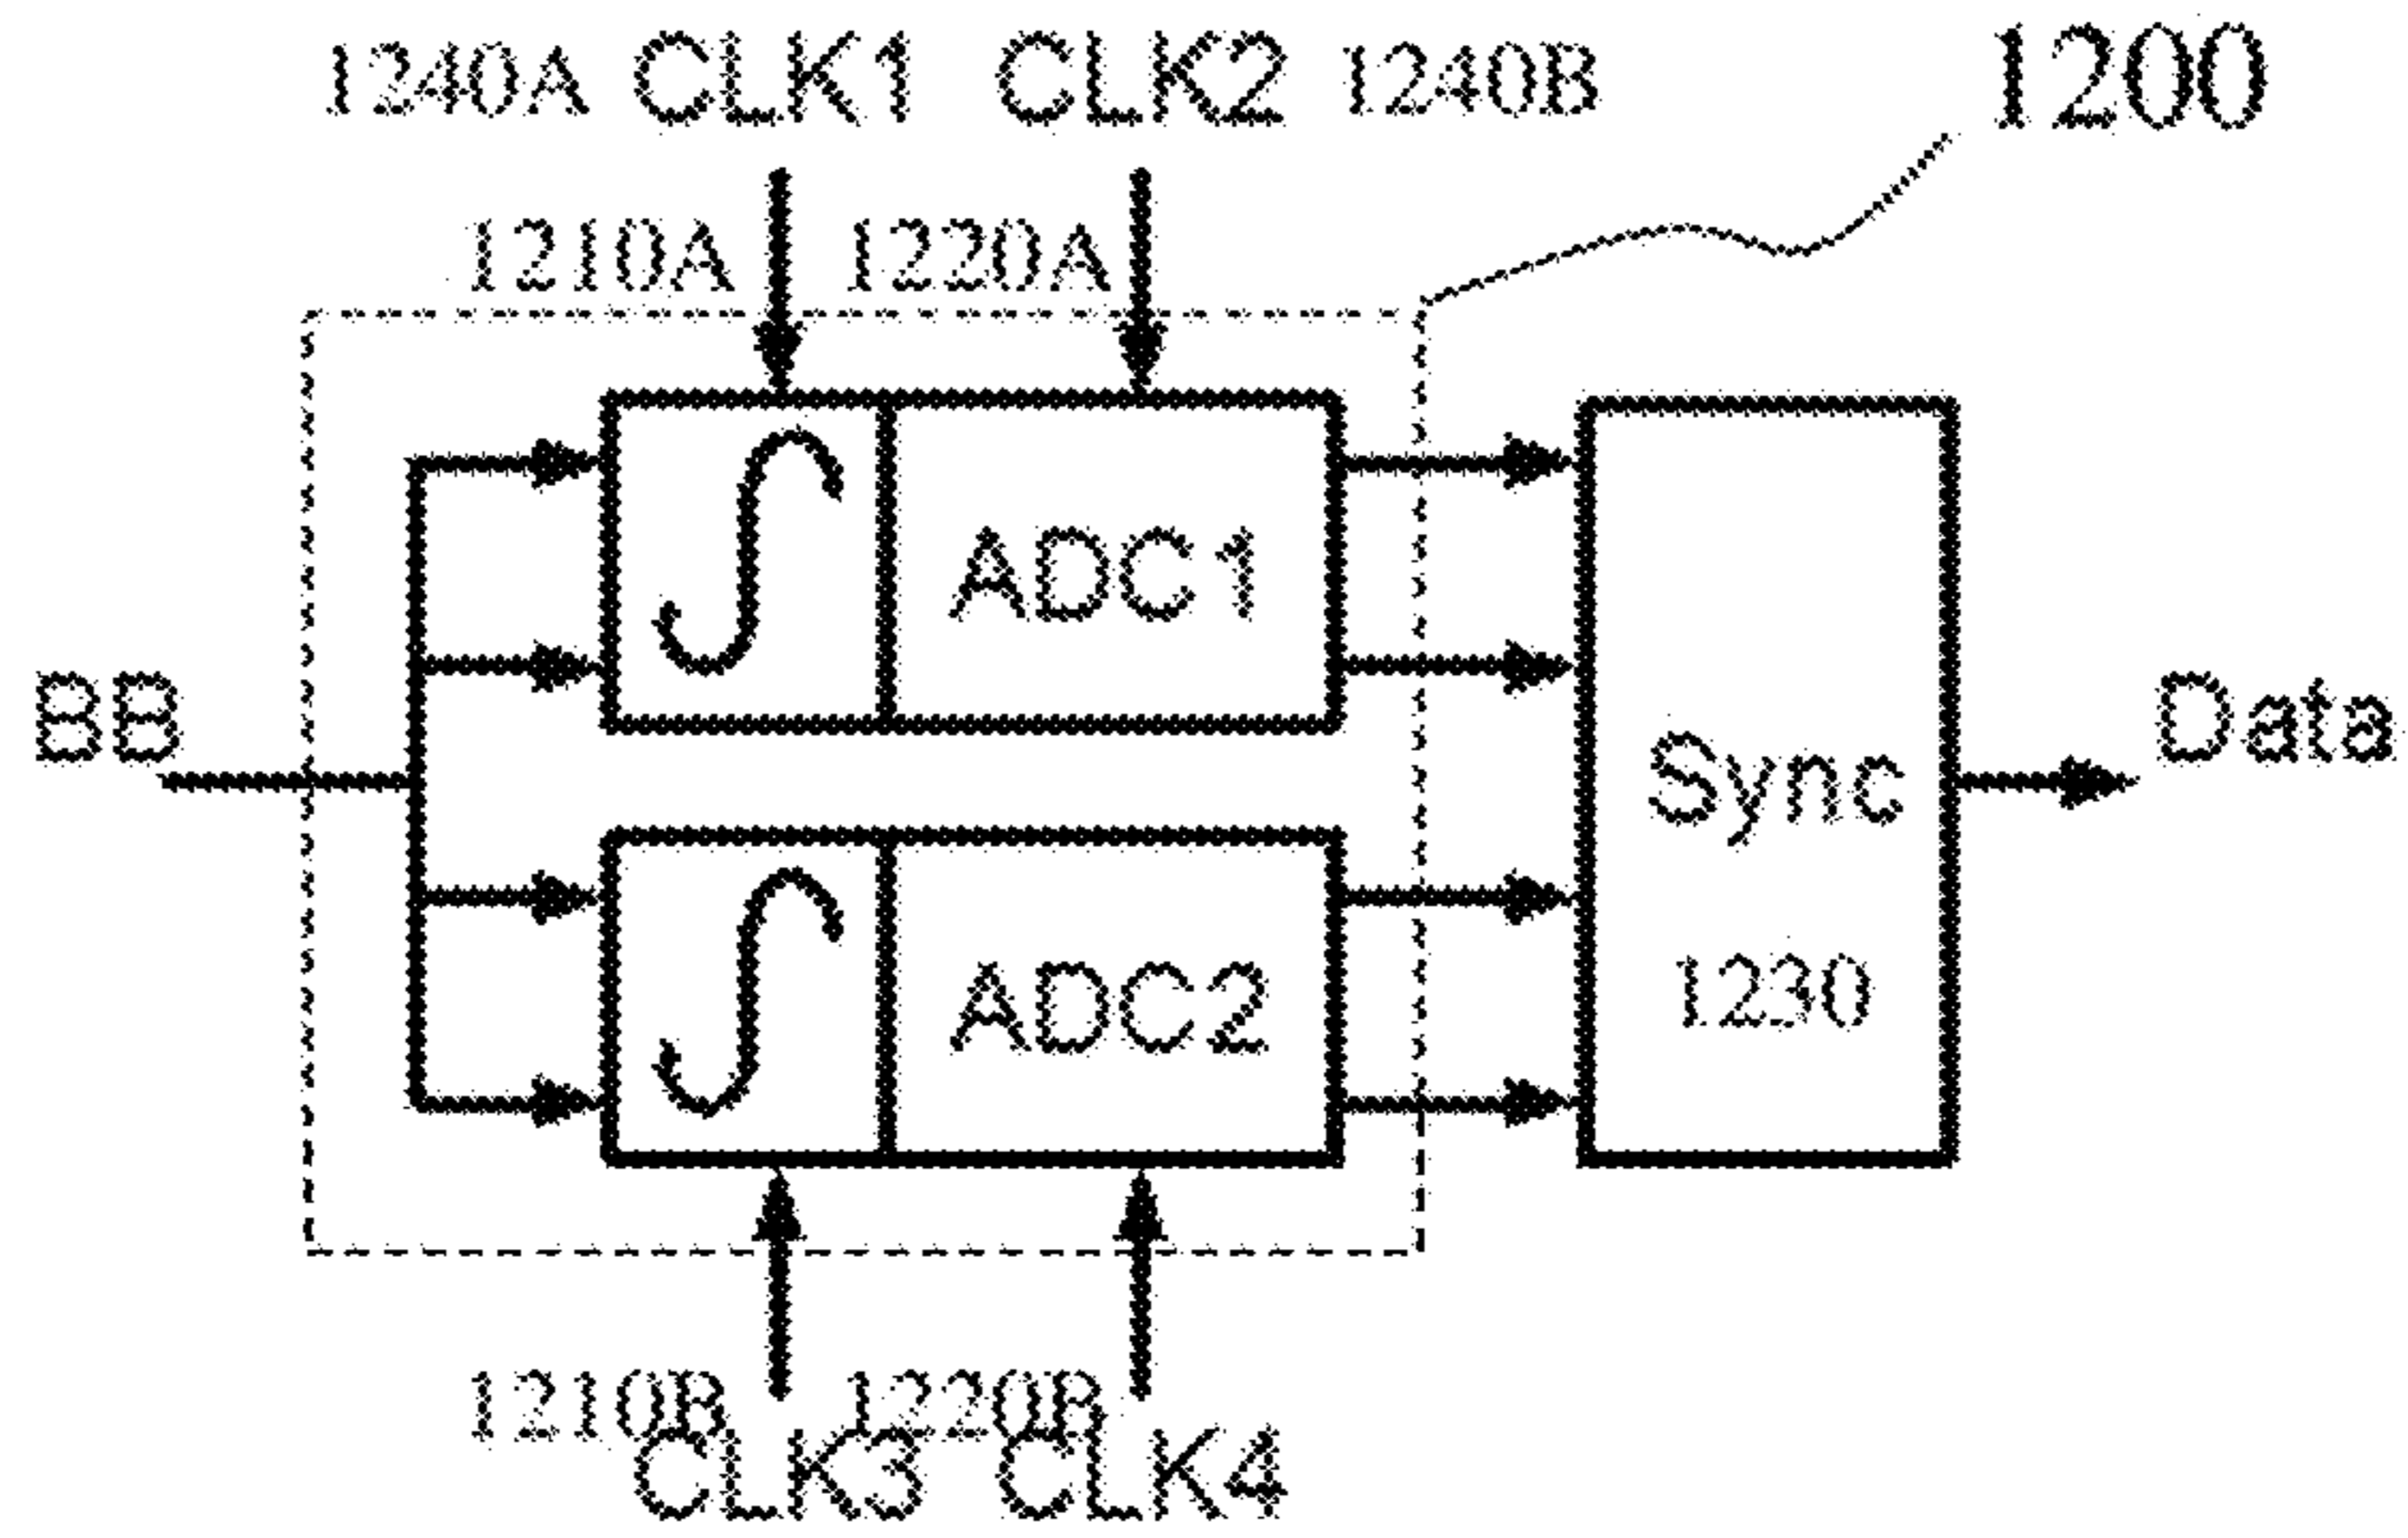 1240A CLK1 CLK2 1240B 1200
1210A 1220A
ADC1
BB Data
Sync
ADC2 1230
1210B 1220B
CLK3 CLK4